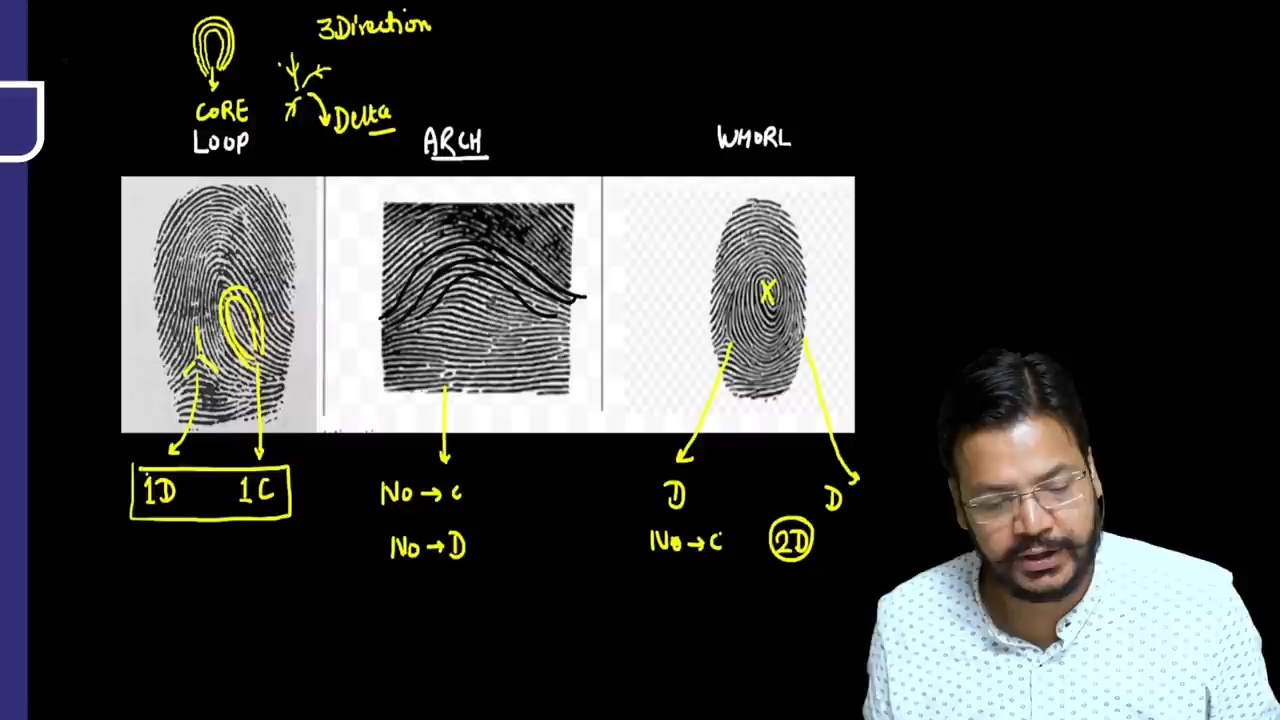 3Direction
CORE
Delta
LOOP
ARCH
WHORL
1D 1C
No → C
No → D
D D
No → C 2D